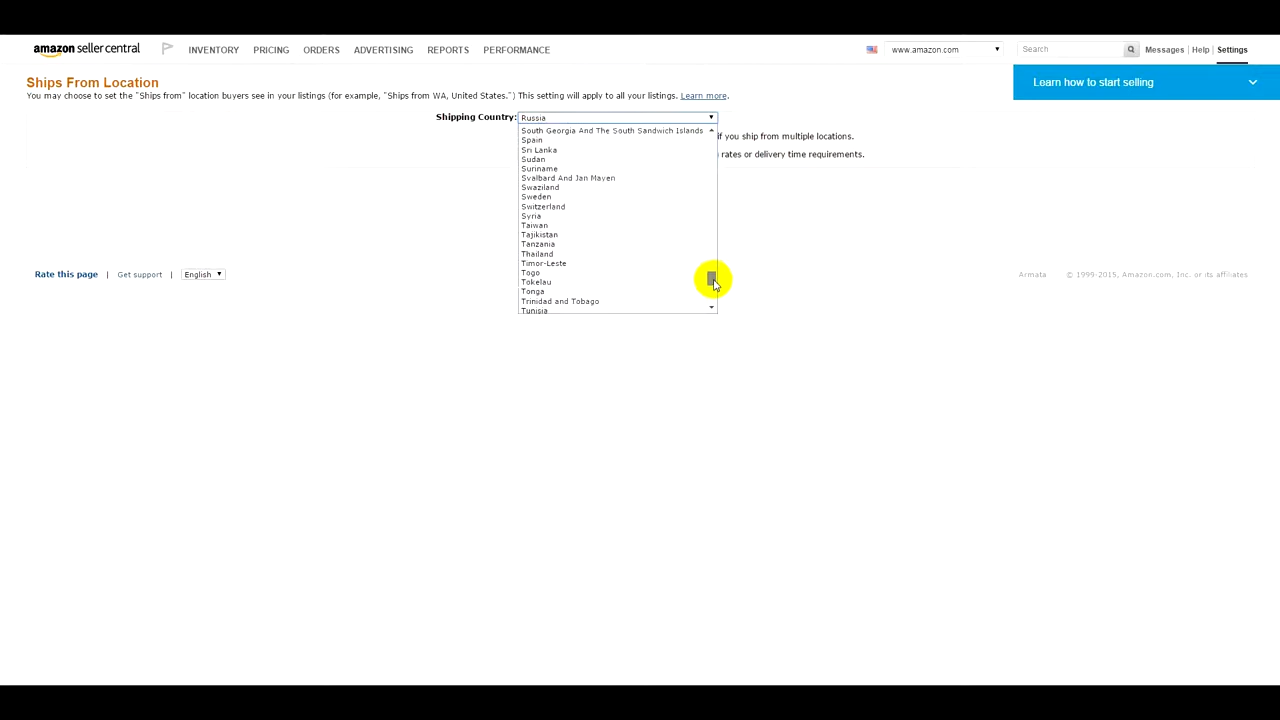 amazon seller central INVENTORY PRICING ORDERS ADVERTISING REPORTS PERFORMANCE www.amazon.com Search Messages | Help | Settings
Learn how to start selling
Ships From Location
You may choose to set the "Ships from" location buyers see in your listings (for example, "Ships from WA, United States.") This setting will apply to all your listings. Learn more.
Shipping Country: Russia
South Georgia And The South Sandwich Islands
if you ship from multiple locations.
Spain
Sri Lanka
rates or delivery time requirements.
Sudan
Suriname
Svalbard And Jan Mayen
Swaziland
Sweden
Switzerland
Syria
Taiwan
Tajikistan
Tanzania
Thailand
Timor-Leste
Togo
Tokelau
Tonga
Trinidad and Tobago
Tunisia
Rate this page | Get support | English
Armata © 1999-2015, Amazon.com, Inc. or its affiliates